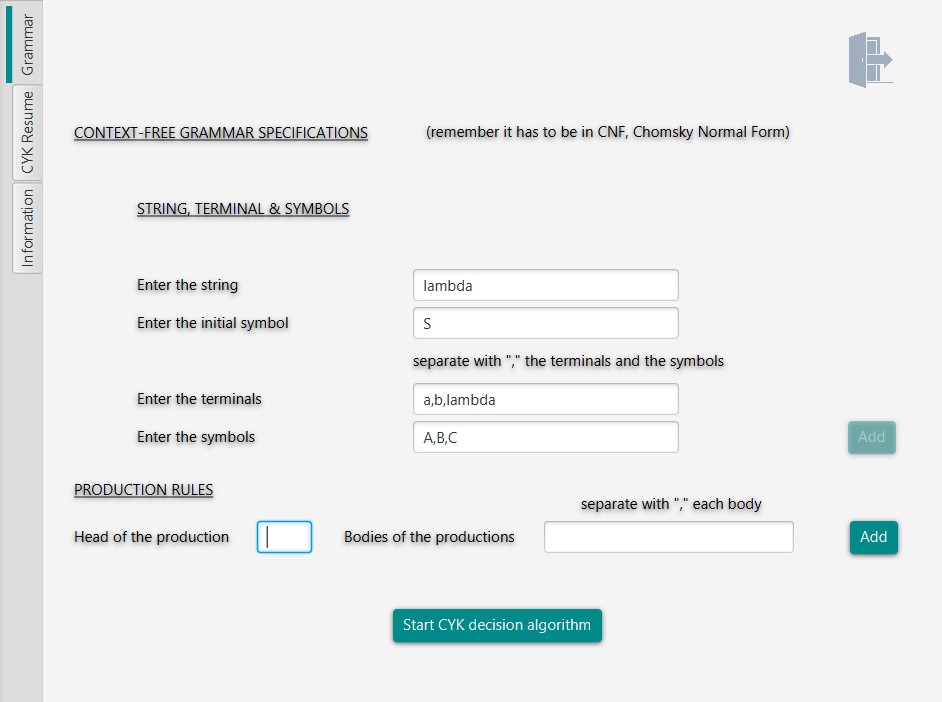 Grammar
CYK Resume
Information
CONTEXT-FREE GRAMMAR SPECIFICATIONS (remember it has to be in CNF, Chomsky Normal Form)
STRING, TERMINAL & SYMBOLS
Enter the string lambda
Enter the initial symbol S
separate with "," the terminals and the symbols
Enter the terminals a,b,lambda
Enter the symbols A,B,C Add
PRODUCTION RULES
separate with "," each body
Head of the production Bodies of the productions Add
Start CYK decision algorithm